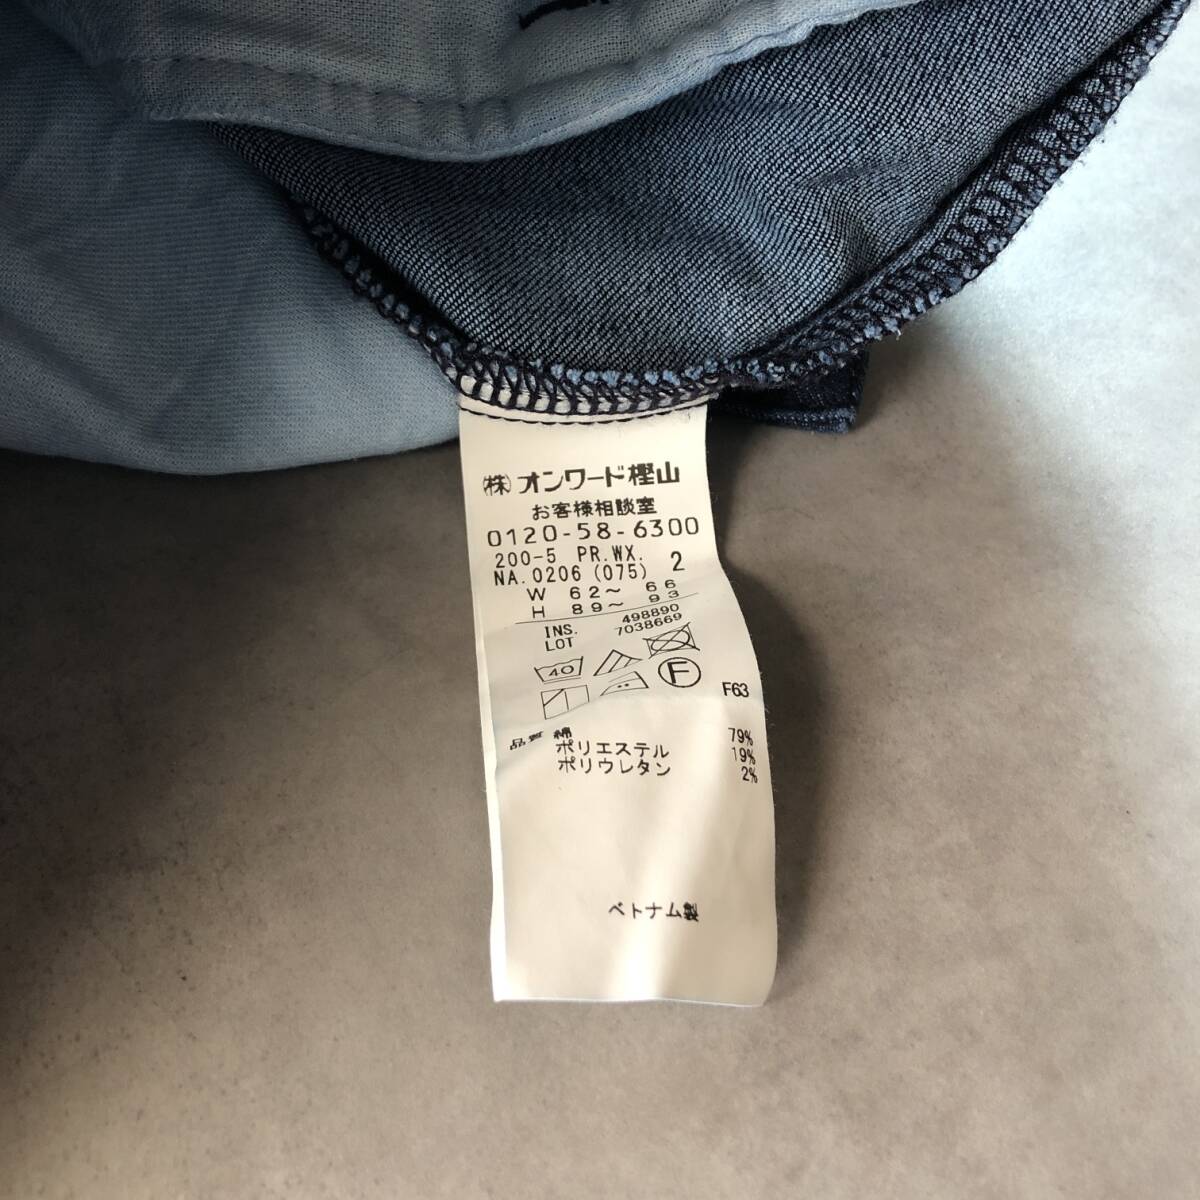 (株)オンワード樫山
お客様相談室
0120-58-6300
200-5 PR.WX.
NA.0206 (075) 2
W 62～ 66
H 89～ 93
INS. 498890
LOT 7038669
40 F
F63
品質 綿 79%
ポリエステル 19%
ポリウレタン 2%
ベトナム製